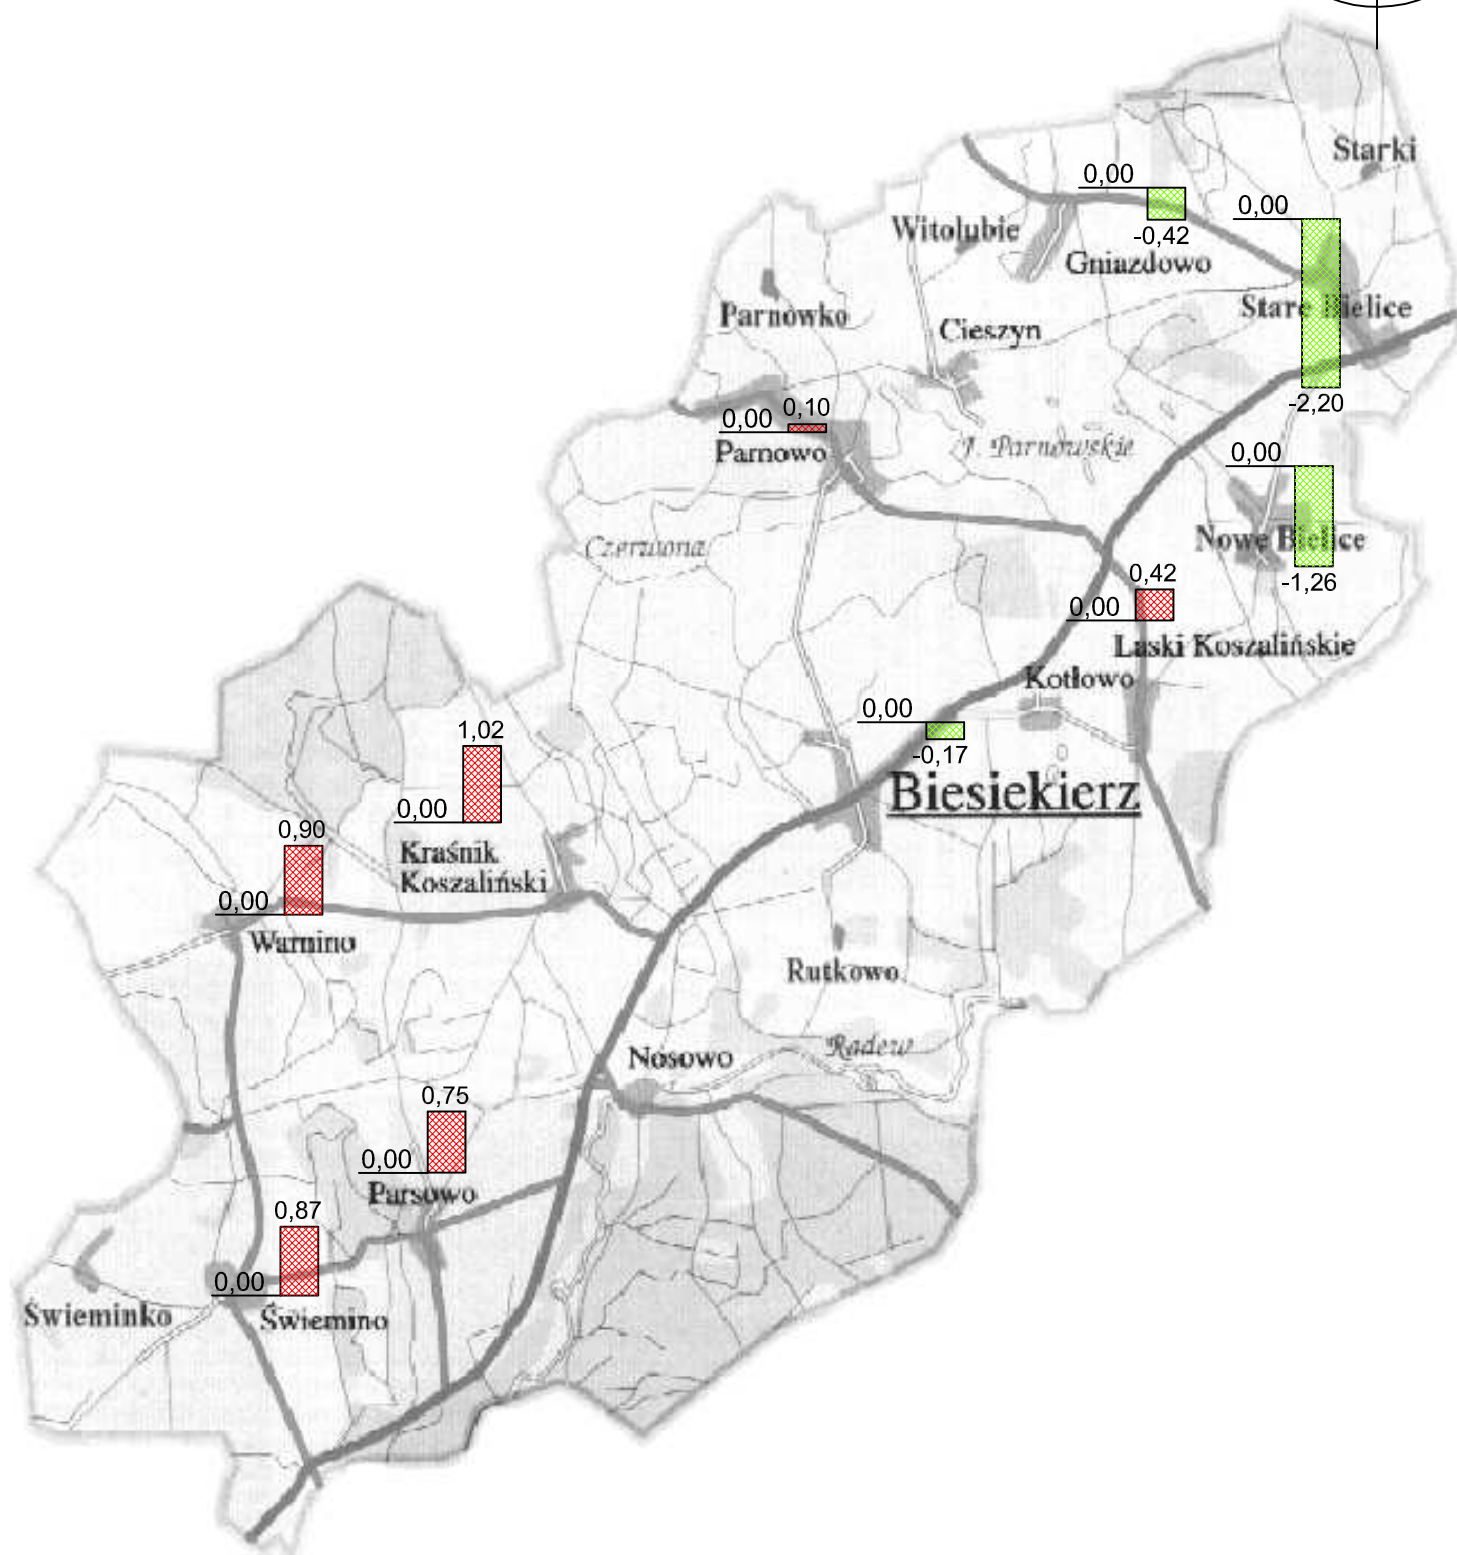 Starki
0,00
-0,42
0,00
Witolubie
Gniazdowo
Stare Bielice
Parnowko
Cieszyn
-2,20
0,00
0,10
Parnowo
J. Parnowskie
0,00
Nowe Bielice
-1,26
Czerwona
0,42
0,00
Laski Koszalińskie
Kotłowo
0,00
-0,17
Biesiekierz
1,02
0,00
Kraśnik
Koszaliński
0,90
0,00
Warnino
Rutkowo
Radew
Nosowo
0,75
0,00
Parsowo
0,87
0,00
Świeminko
Świemino